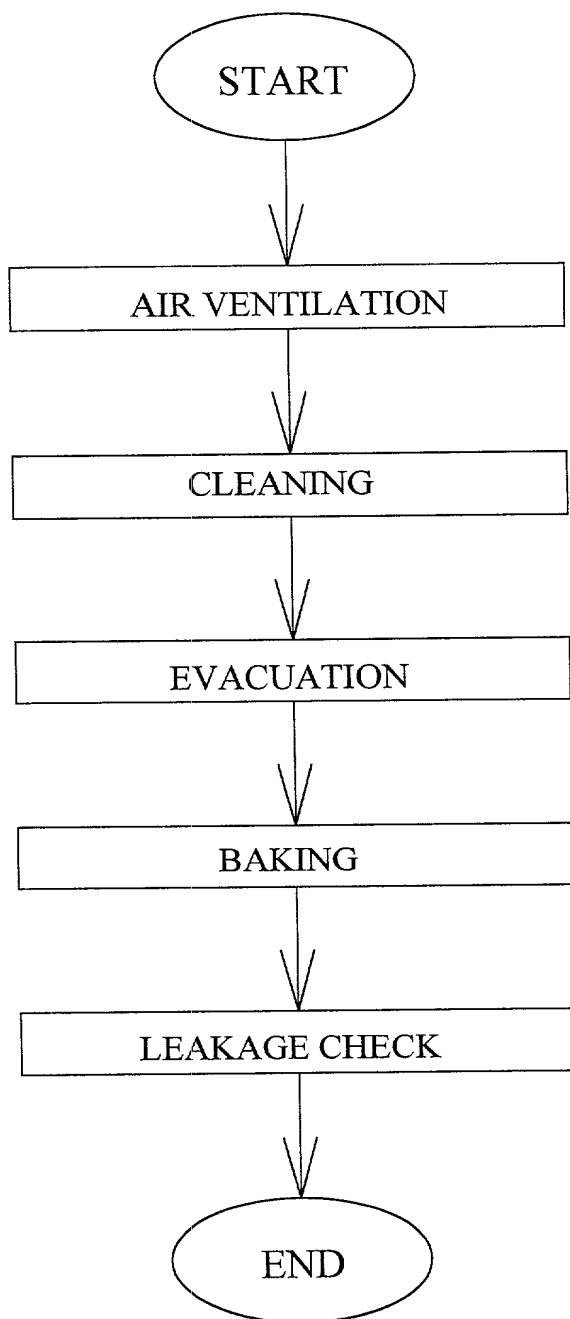 START
AIR VENTILATION
CLEANING
EVACUATION
BAKING
LEAKAGE CHECK
END